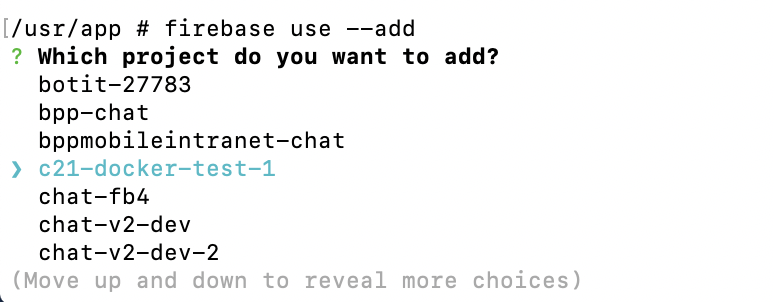 [/usr/app # firebase use --add
? Which project do you want to add?
botit-27783
bpp-chat
bppmobileintranet-chat
❯ c21-docker-test-1
chat-fb4
chat-v2-dev
chat-v2-dev-2
(Move up and down to reveal more choices)